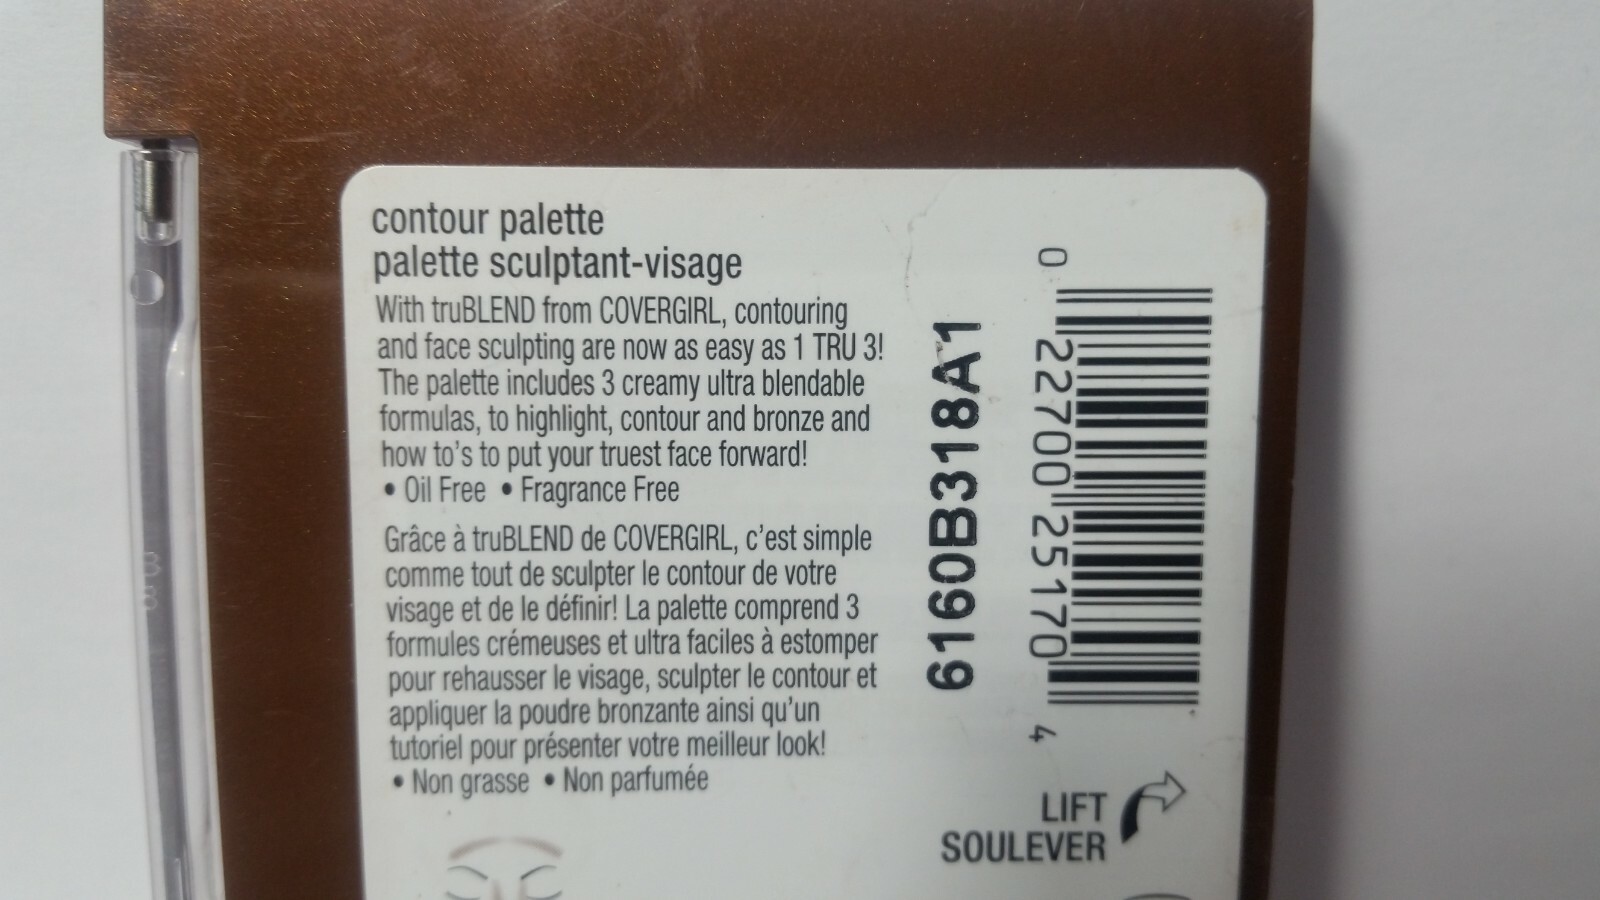 contour palette
palette sculptant-visage
With truBLEND from COVERGIRL, contouring
and face sculpting are now as easy as 1 TRU 3!
The palette includes 3 creamy ultra blendable
formulas, to highlight, contour and bronze and
how to's to put your truest face forward!
• Oil Free • Fragrance Free
Grâce à truBLEND de COVERGIRL, c'est simple
comme tout de sculpter le contour de votre
visage et de le définir! La palette comprend 3
formules crémeuses et ultra faciles à estomper
pour rehausser le visage, sculpter le contour et
appliquer la poudre bronzante ainsi qu'un
tutoriel pour présenter votre meilleur look!
• Non grasse • Non parfumée
6160B318A1
0 22700 25170 4
LIFT
SOULEVER